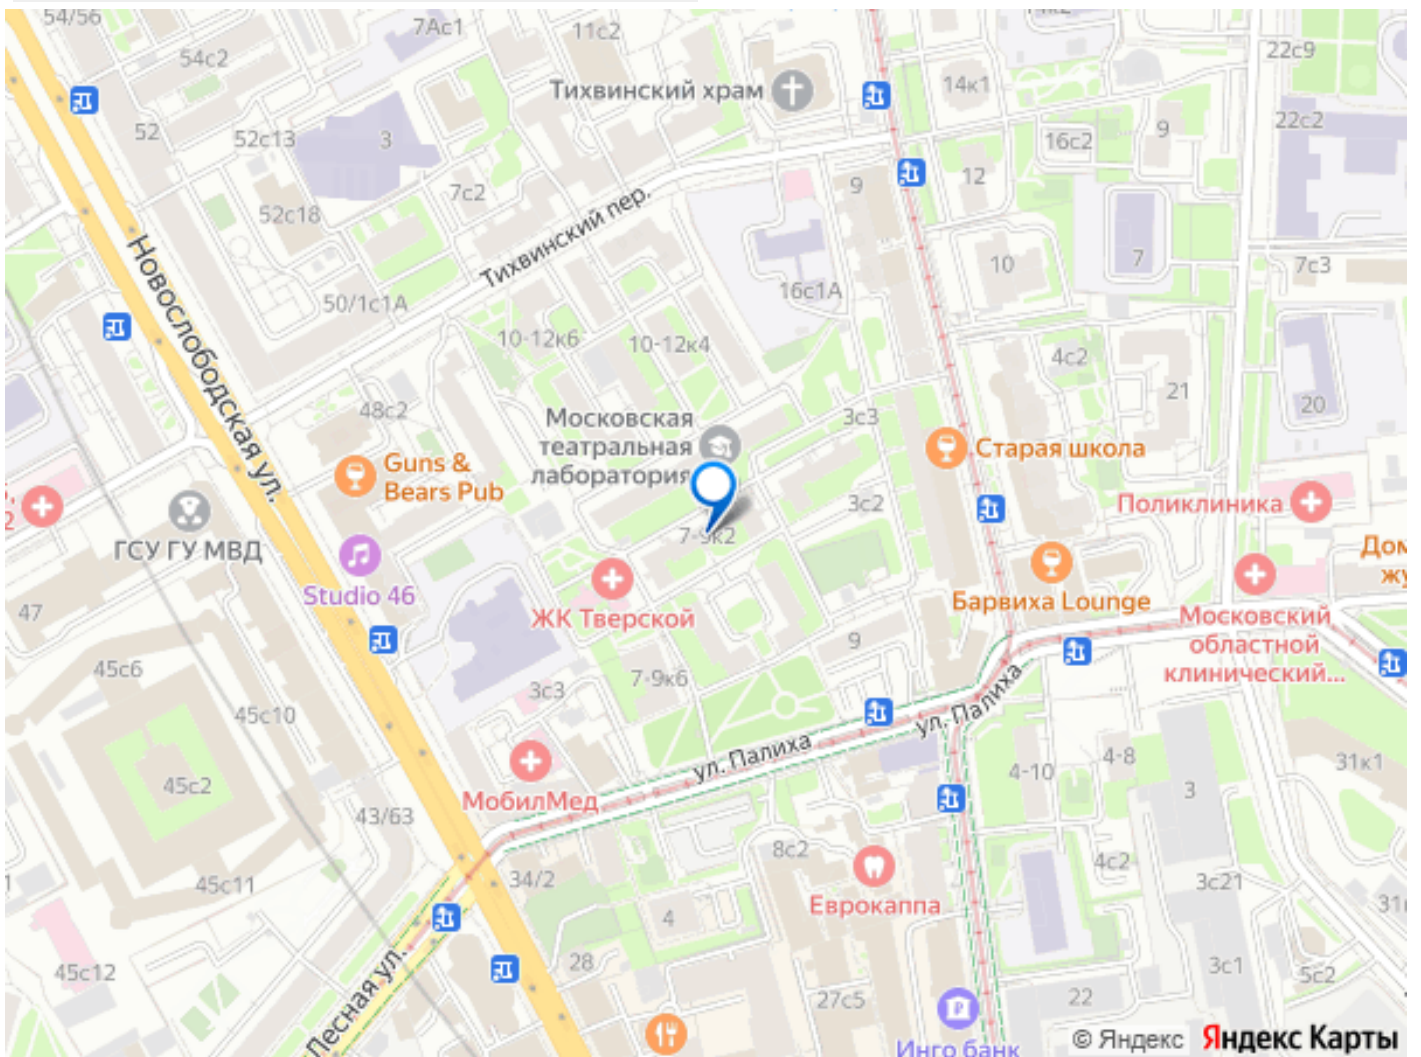 54/56
7Ас1
11с2
14к2
22с9
54с2
Тихвинский храм
14к1
22с2
52
52с13
3
16с2
9
7с2
9
12
52с18
Тихвинский пер.
7
Новослободская ул.
10
7с3
50/1с1А
16с1А
10-12к6
10-12к4
4с2
21
20
48с2
Московская
театральная
лаборатория
3с3
Guns &
Bears Pub
Старая школа
3с2
Поликлиника
7-9к2
ГСУ ГУ МВД
Studio 46
ЖК Тверской
Барвиха Lounge
Дом
жу
47
Московский
областной
клинический...
9
45с6
7-9к6
3с3
45с10
ул. Палиха
ул. Палиха
4-8
4-10
31к1
45с2
МобилМед
3
43/63
8с2
4с2
34/2
45с11
3с21
Еврокаппа
4
31
Лесная ул.
28
45с12
3с1
5с2
27с5
22
Инго банк
© Яндекс Яндекс Карты